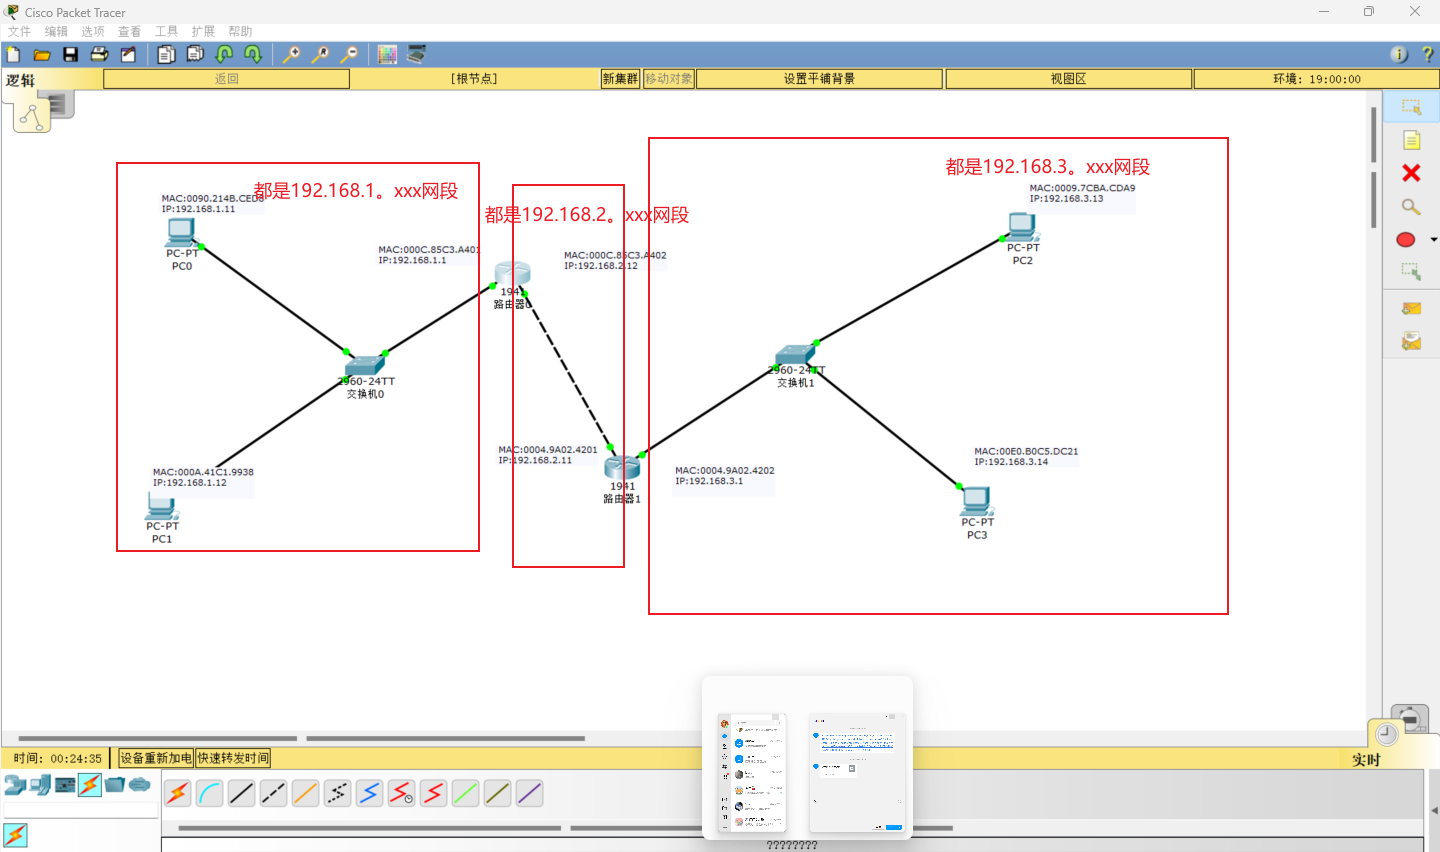 Cisco Packet Tracer
文件 编辑 选项 查看 工具 扩展 帮助
逻辑 返回 [根节点] 新集群 移动对象 设置平铺背景 视图区 环境: 19:00:00
都是192.168.3。xxx网段
都是192.168.1。xxx网段
都是192.168.2。xxx网段
MAC:0090.214B.CED8
IP:192.168.1.11
PC-PT
PC0
MAC:000C.85C3.A401
IP:192.168.1.1
MAC:000C.85C3.A402
IP:192.168.2.12
1941
路由器0
MAC:0009.7CBA.CDA9
IP:192.168.3.13
PC-PT
PC2
2960-24TT
交换机0
2960-24TT
交换机1
MAC:000A.41C1.9938
IP:192.168.1.12
PC-PT
PC1
MAC:0004.9A02.4201
IP:192.168.2.11
1941
路由器1
MAC:0004.9A02.4202
IP:192.168.3.1
MAC:00E0.B0C5.DC21
IP:192.168.3.14
PC-PT
PC3
时间: 00:24:35 设备重新加电 快速转发时间 实时
????????